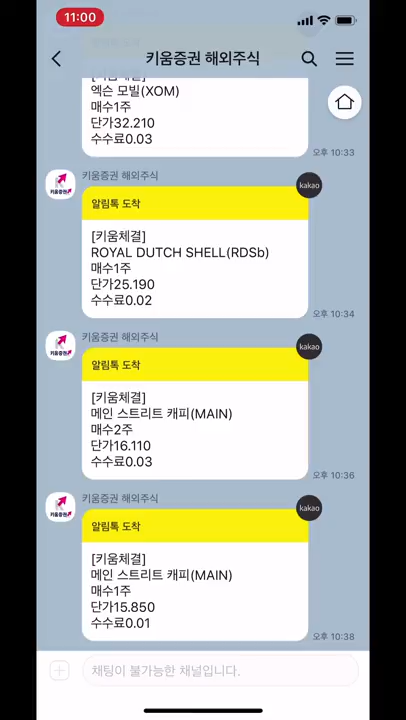 11:00
키움증권 해외주식
엑슨 모빌(XOM)
매수1주
단가32.210
수수료0.03
오후 10:33
키움증권 해외주식
kakao
알림톡 도착
[키움체결]
ROYAL DUTCH SHELL(RDSb)
매수1주
단가25.190
수수료0.02
오후 10:34
키움증권 해외주식
kakao
알림톡 도착
[키움체결]
메인 스트리트 캐피(MAIN)
매수2주
단가16.110
수수료0.03
오후 10:36
키움증권 해외주식
kakao
알림톡 도착
[키움체결]
메인 스트리트 캐피(MAIN)
매수1주
단가15.850
수수료0.01
오후 10:38
채팅이 불가능한 채널입니다.